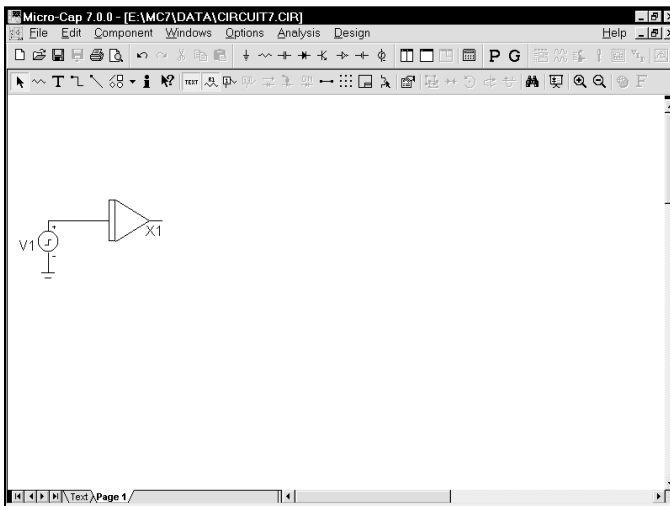 Micro-Cap 7.0.0 - [E:\MC7\DATA\CIRCUIT7.CIR]
File Edit Component Windows Options Analysis Design Help
P G
T i TEXT F
V1 X1
Text Page 1